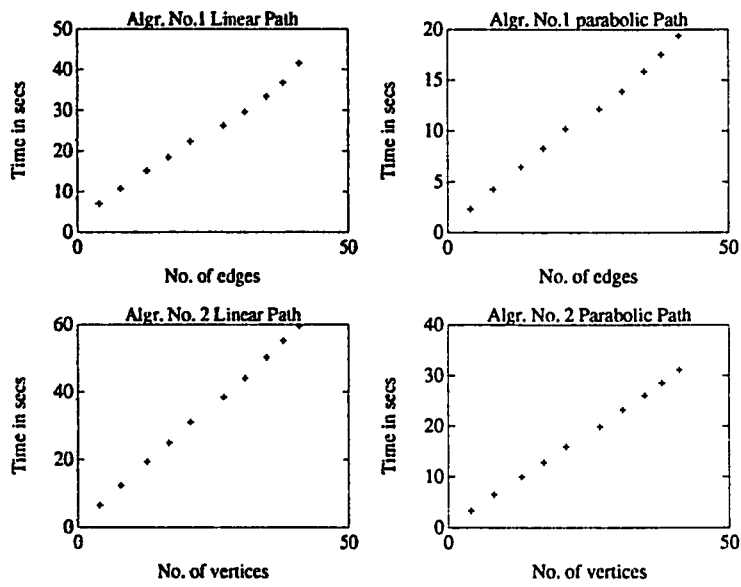 Algr. No.1 Linear Path
50
40
30
20
10
0
Time in secs
0
50
No. of edges
Algr. No.1 parabolic Path
20
15
10
5
0
Time in secs
0
50
No. of edges
Algr. No. 2 Linear Path
60
40
20
0
Time in secs
0
50
No. of vertices
Algr. No. 2 Parabolic Path
40
30
20
10
0
Time in secs
0
50
No. of vertices